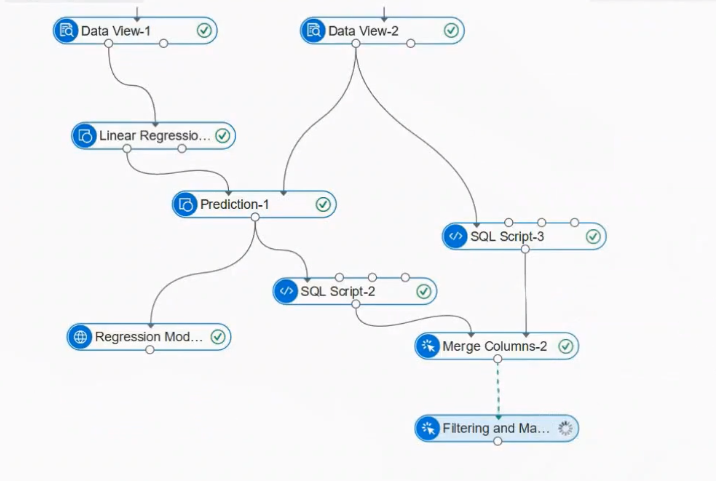 Data View-1
Data View-2
Linear Regressio...
Prediction-1
SQL Script-3
SQL Script-2
Regression Mod...
Merge Columns-2
Filtering and Ma...